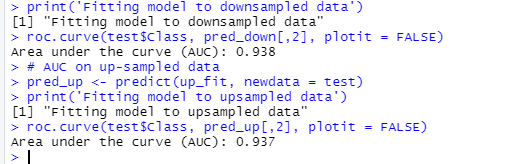 > print('Fitting model to downsampled data')
[1] "Fitting model to downsampled data"
> roc.curve(test$Class, pred_down[,2], plotit = FALSE)
Area under the curve (AUC): 0.938
> # AUC on up-sampled data
> pred_up <- predict(up_fit, newdata = test)
> print('Fitting model to upsampled data')
[1] "Fitting model to upsampled data"
> roc.curve(test$Class, pred_up[,2], plotit = FALSE)
Area under the curve (AUC): 0.937
>